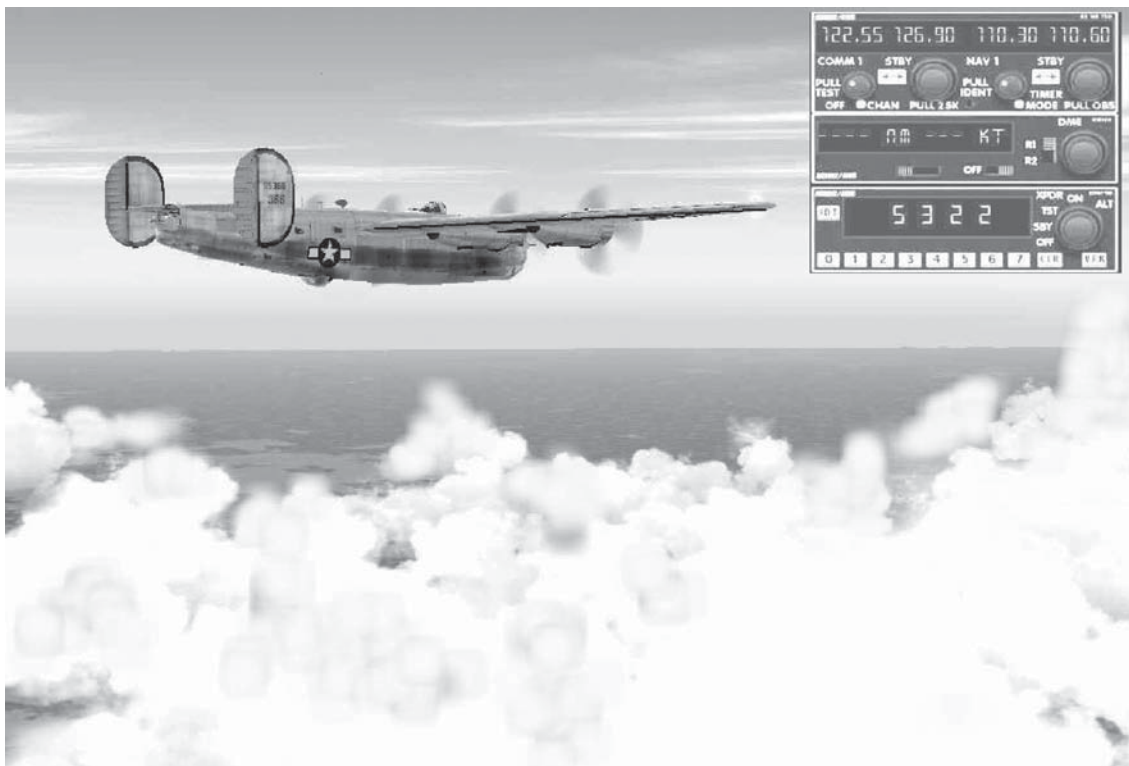 122.55 126.90 110.30 110.60
COMM 1 STBY NAV 1 STBY
PULL TEST PULL IDENT TIMER
OFF CHAN PULL 25K MODE PULL OBS
DME
---- NM --- KT
R1
R2
OFF
XPDR ON
IDT 5322 TST ALT
SBY
OFF
0 1 2 3 4 5 6 7 CLR VFR
388